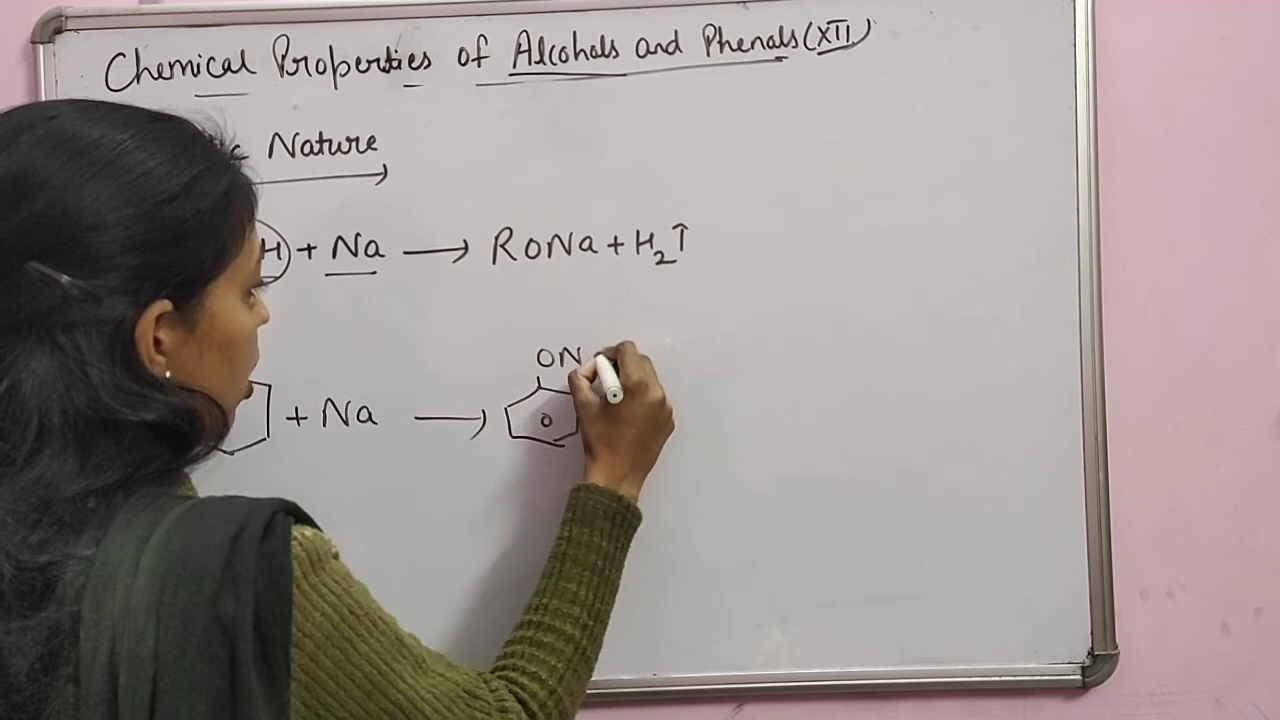 Chemical Properties of Alcohols and Phenols (XII)
c Nature
H + Na → RONa + H₂↑
ON
+ Na →